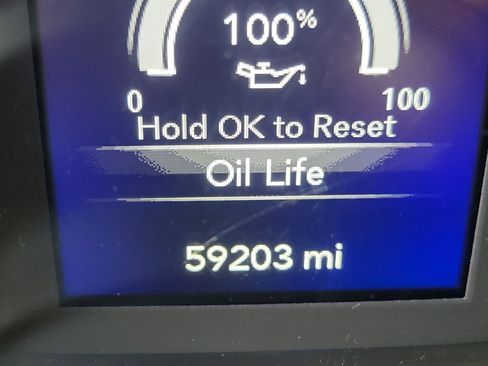 100%
0 100
Hold OK to Reset
Oil Life
59203 mi